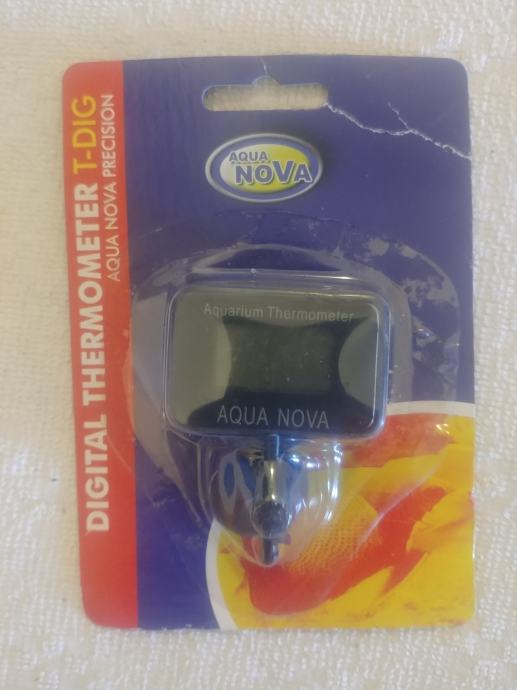 AQUA
NOVA
DIGITAL THERMOMETER T-DIG
AQUA NOVA PRECISION
Aquarium Thermometer
AQUA NOVA